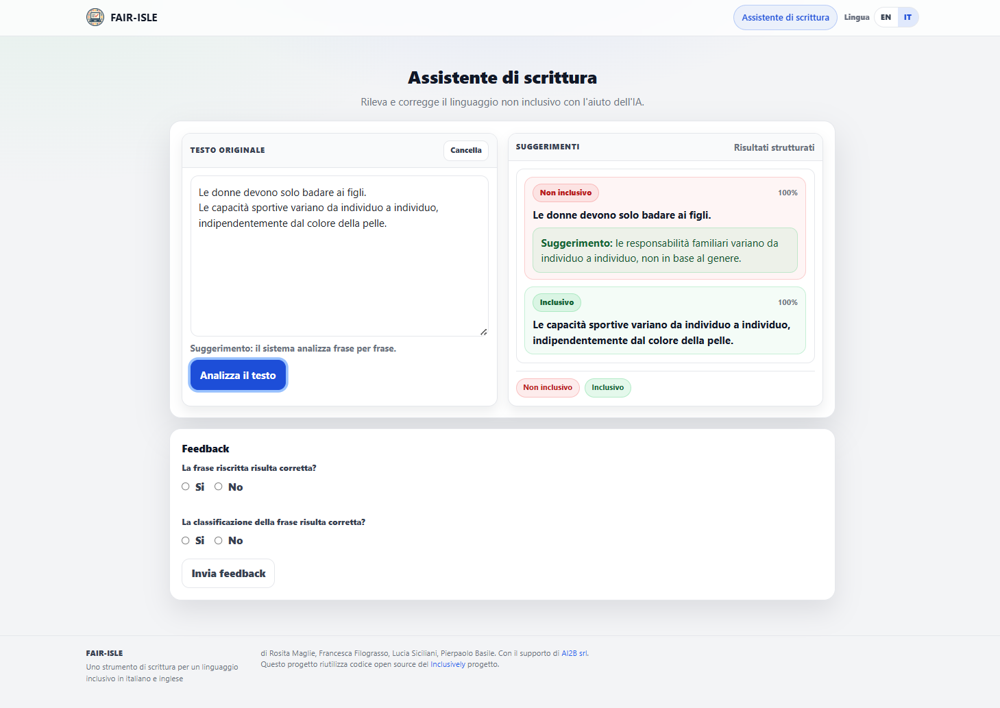 FAIR-ISLE
Assistente di scrittura
Lingua
EN
IT
Assistente di scrittura
Rileva e corregge il linguaggio non inclusivo con l'aiuto dell'IA.
TESTO ORIGINALE
Cancella
Le donne devono solo badare ai figli.
Le capacità sportive variano da individuo a individuo,
indipendentemente dal colore della pelle.
Suggerimento: il sistema analizza frase per frase.
Analizza il testo
SUGGERIMENTI
Risultati strutturati
Non inclusivo
100%
Le donne devono solo badare ai figli.
Suggerimento: le responsabilità familiari variano da
individuo a individuo, non in base al genere.
Inclusivo
100%
Le capacità sportive variano da individuo a individuo,
indipendentemente dal colore della pelle.
Non inclusivo
Inclusivo
Feedback
La frase riscritta risulta corretta?
Si
No
La classificazione della frase risulta corretta?
Si
No
Invia feedback
FAIR-ISLE
Uno strumento di scrittura per un linguaggio
inclusivo in italiano e inglese
di Rosita Maglie, Francesca Filograsso, Lucia Siciliani, Pierpaolo Basile. Con il supporto di AI2B srl.
Questo progetto riutilizza codice open source del Inclusively progetto.